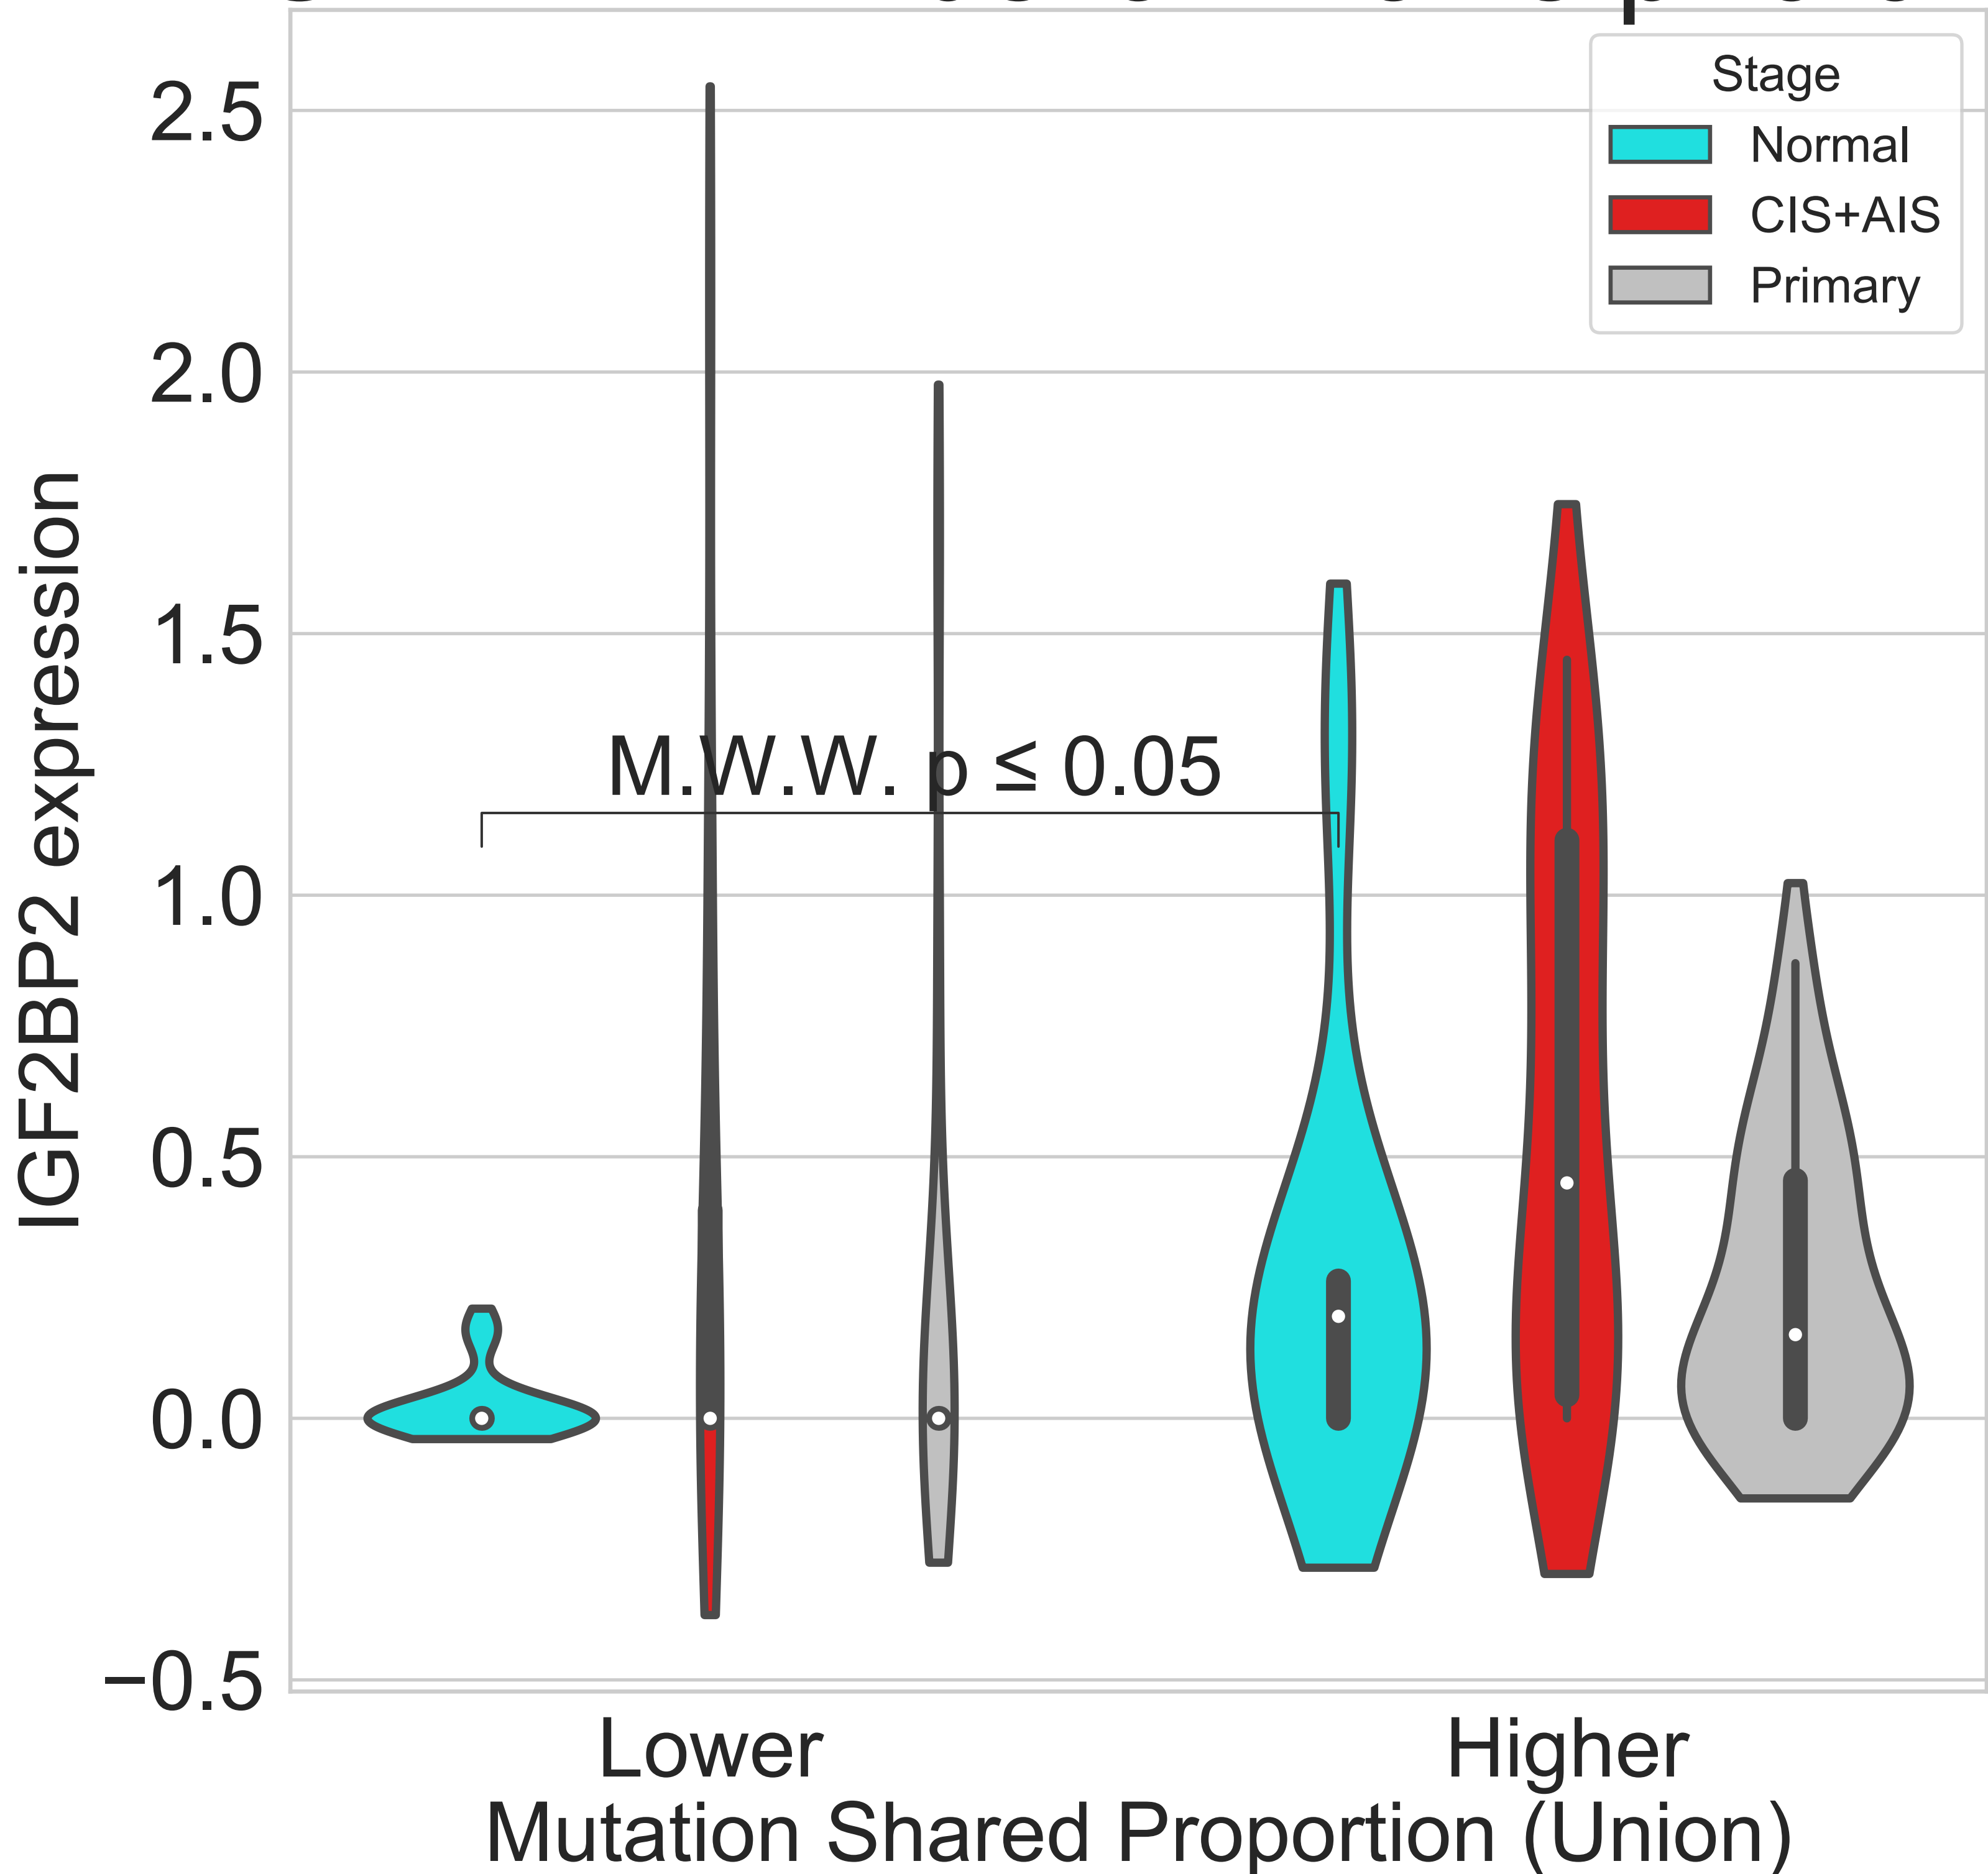 Stage
Normal
CIS+AIS
Primary
2.5
2.0
1.5
1.0
0.5
0.0
−0.5
IGF2BP2 expression
M.W.W. p ≤ 0.05
Lower
Higher
Mutation Shared Proportion (Union)